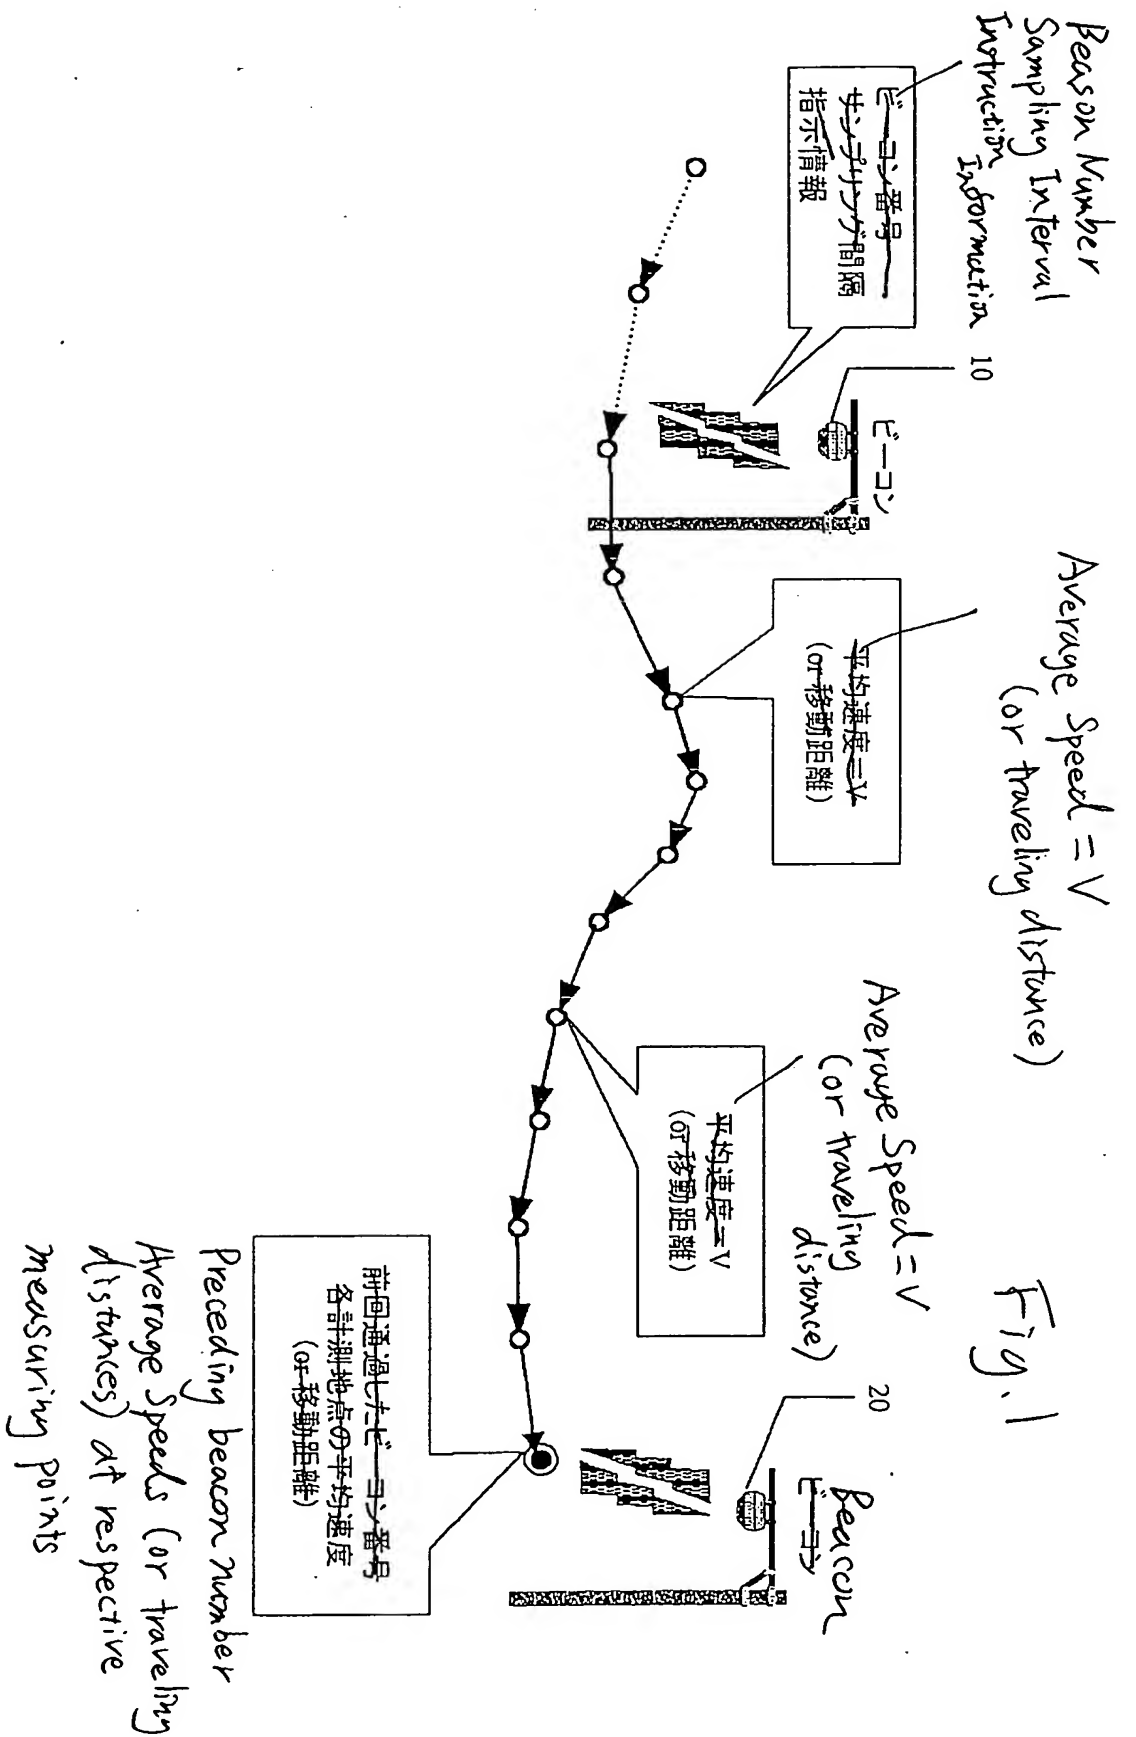 Fig. 1
Beason Number
Sampling Interval
Instruction
Information
ビーコン番号
サンプリング間隔
指示情報
10
ビーコン
Average Speed = V
(or traveling distance)
平均速度=V
(or 移動距離)
Average Speed = V
(or traveling
distance)
平均速度=V
(or 移動距離)
20
Beacon
ビーコン
前回通過したビーコン番号
各計測地点の平均速度
(or 移動距離)
Preceding beacon number
Average Speeds (or traveling
distances) at respective
measuring points